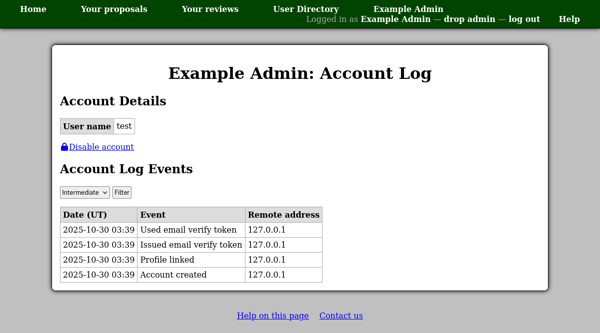 Home Your proposals Your reviews User Directory Example Admin
Logged in as Example Admin — drop admin — log out Help
Example Admin: Account Log
Account Details
User name test
Disable account
Account Log Events
Intermediate Filter
Date (UT) Event Remote address
2025-10-30 03:39 Used email verify token 127.0.0.1
2025-10-30 03:39 Issued email verify token 127.0.0.1
2025-10-30 03:39 Profile linked 127.0.0.1
2025-10-30 03:39 Account created 127.0.0.1
Help on this page Contact us